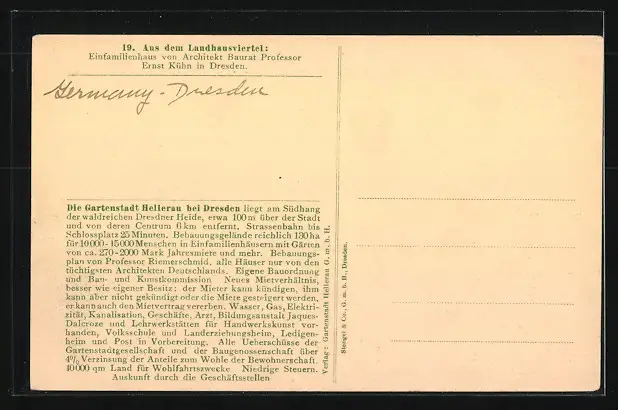 19. Aus dem Landhausviertel:
Einfamilienhaus von Architekt Baurat Professor
Ernst Kühn in Dresden.
Germany - Dresden
Die Gartenstadt Hellerau bei Dresden liegt am Südhang
der waldreichen Dresdner Heide, etwa 100 m über der Stadt
und von deren Centrum 6 km entfernt. Strassenbahn bis
Schlossplatz 25 Minuten. Bebauungsgelände reichlich 130 ha
für 10000-15000 Menschen in Einfamilienhäusern mit Gärten
von ca. 270-2000 Mark Jahresmiete und mehr. Bebauungs-
plan von Professor Riemerschmid, alle Häuser nur von den
tüchtigsten Architekten Deutschlands. Eigene Bauordnung
und Bau- und Kunstkommission Neues Mietverhältnis,
besser wie eigener Besitz: der Mieter kann kündigen, ihm
kann aber nicht gekündigt oder die Miete gesteigert werden,
er kann auch den Mietvertrag vererben. Wasser, Gas, Elektri-
zität, Kanalisation, Geschäfte, Arzt, Bildungsanstalt Jaques-
Dalcroze und Lehrwerkstätten für Handwerkskunst vor-
handen, Volksschule und Landerziehungsheim, Ledigen-
heim und Post in Vorbereitung. Alle Ueberschüsse der
Gartenstadtgesellschaft und der Baugenossenschaft über
4% Verzinsung der Anteile zum Wohle der Bewohnerschaft.
40000 qm Land für Wohlfahrtszwecke Niedrige Steuern.
Auskunft durch die Geschäftsstellen
Verlag: Gartenstadt Hellerau G. m. b. H.
Stengel & Co., G. m. b. H., Dresden.